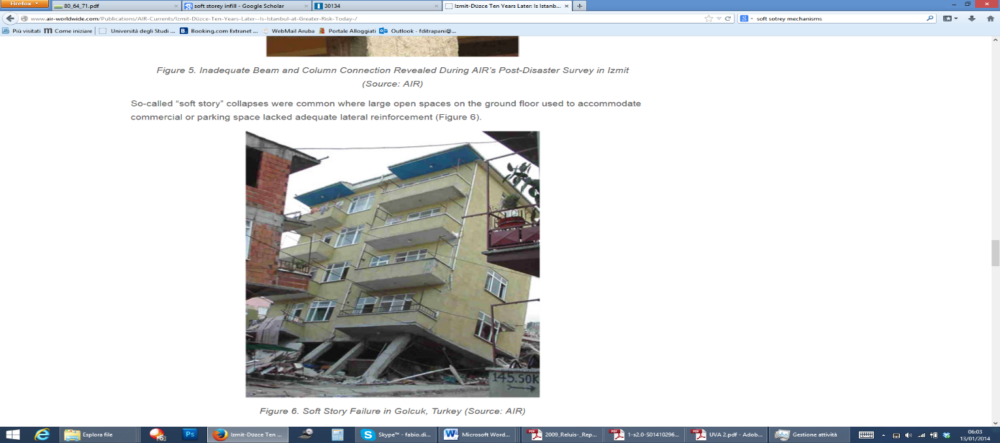 Firefox
80_64_71.pdf
soft storey infill - Google Scholar
30134
Izmit-Düzce Ten Years Later: Is Istanb...
www.air-worldwide.com/Publications/AIR-Currents/Izmit-Duzce-Ten-Years-Later--Is-Istanbul-at-Greater-Risk-Today-/
soft sotrey mechanisms
Più visitati
Come iniziare
Università degli Studi ...
B. Booking.com Extranet ...
WebMail Aruba
Portale Alloggiati
Outlook - fditrapani@...
Figure 5. Inadequate Beam and Column Connection Revealed During AIR's Post-Disaster Survey in Izmit
(Source: AIR)
So-called “soft story” collapses were common where large open spaces on the ground floor used to accommodate
commercial or parking space lacked adequate lateral reinforcement (Figure 6).
145.SOK
Figure 6. Soft Story Failure in Golcuk, Turkey (Source: AIR)
Esplora file
Ps
Izmit-Düzce Ten ...
Skype™ - fabio.di...
Microsoft Word...
2009_Reluis-_Rep...
1-s2.0-S01410296...
UVA 2.pdf - Adob...
Gestione attività
06:03
13/01/2014